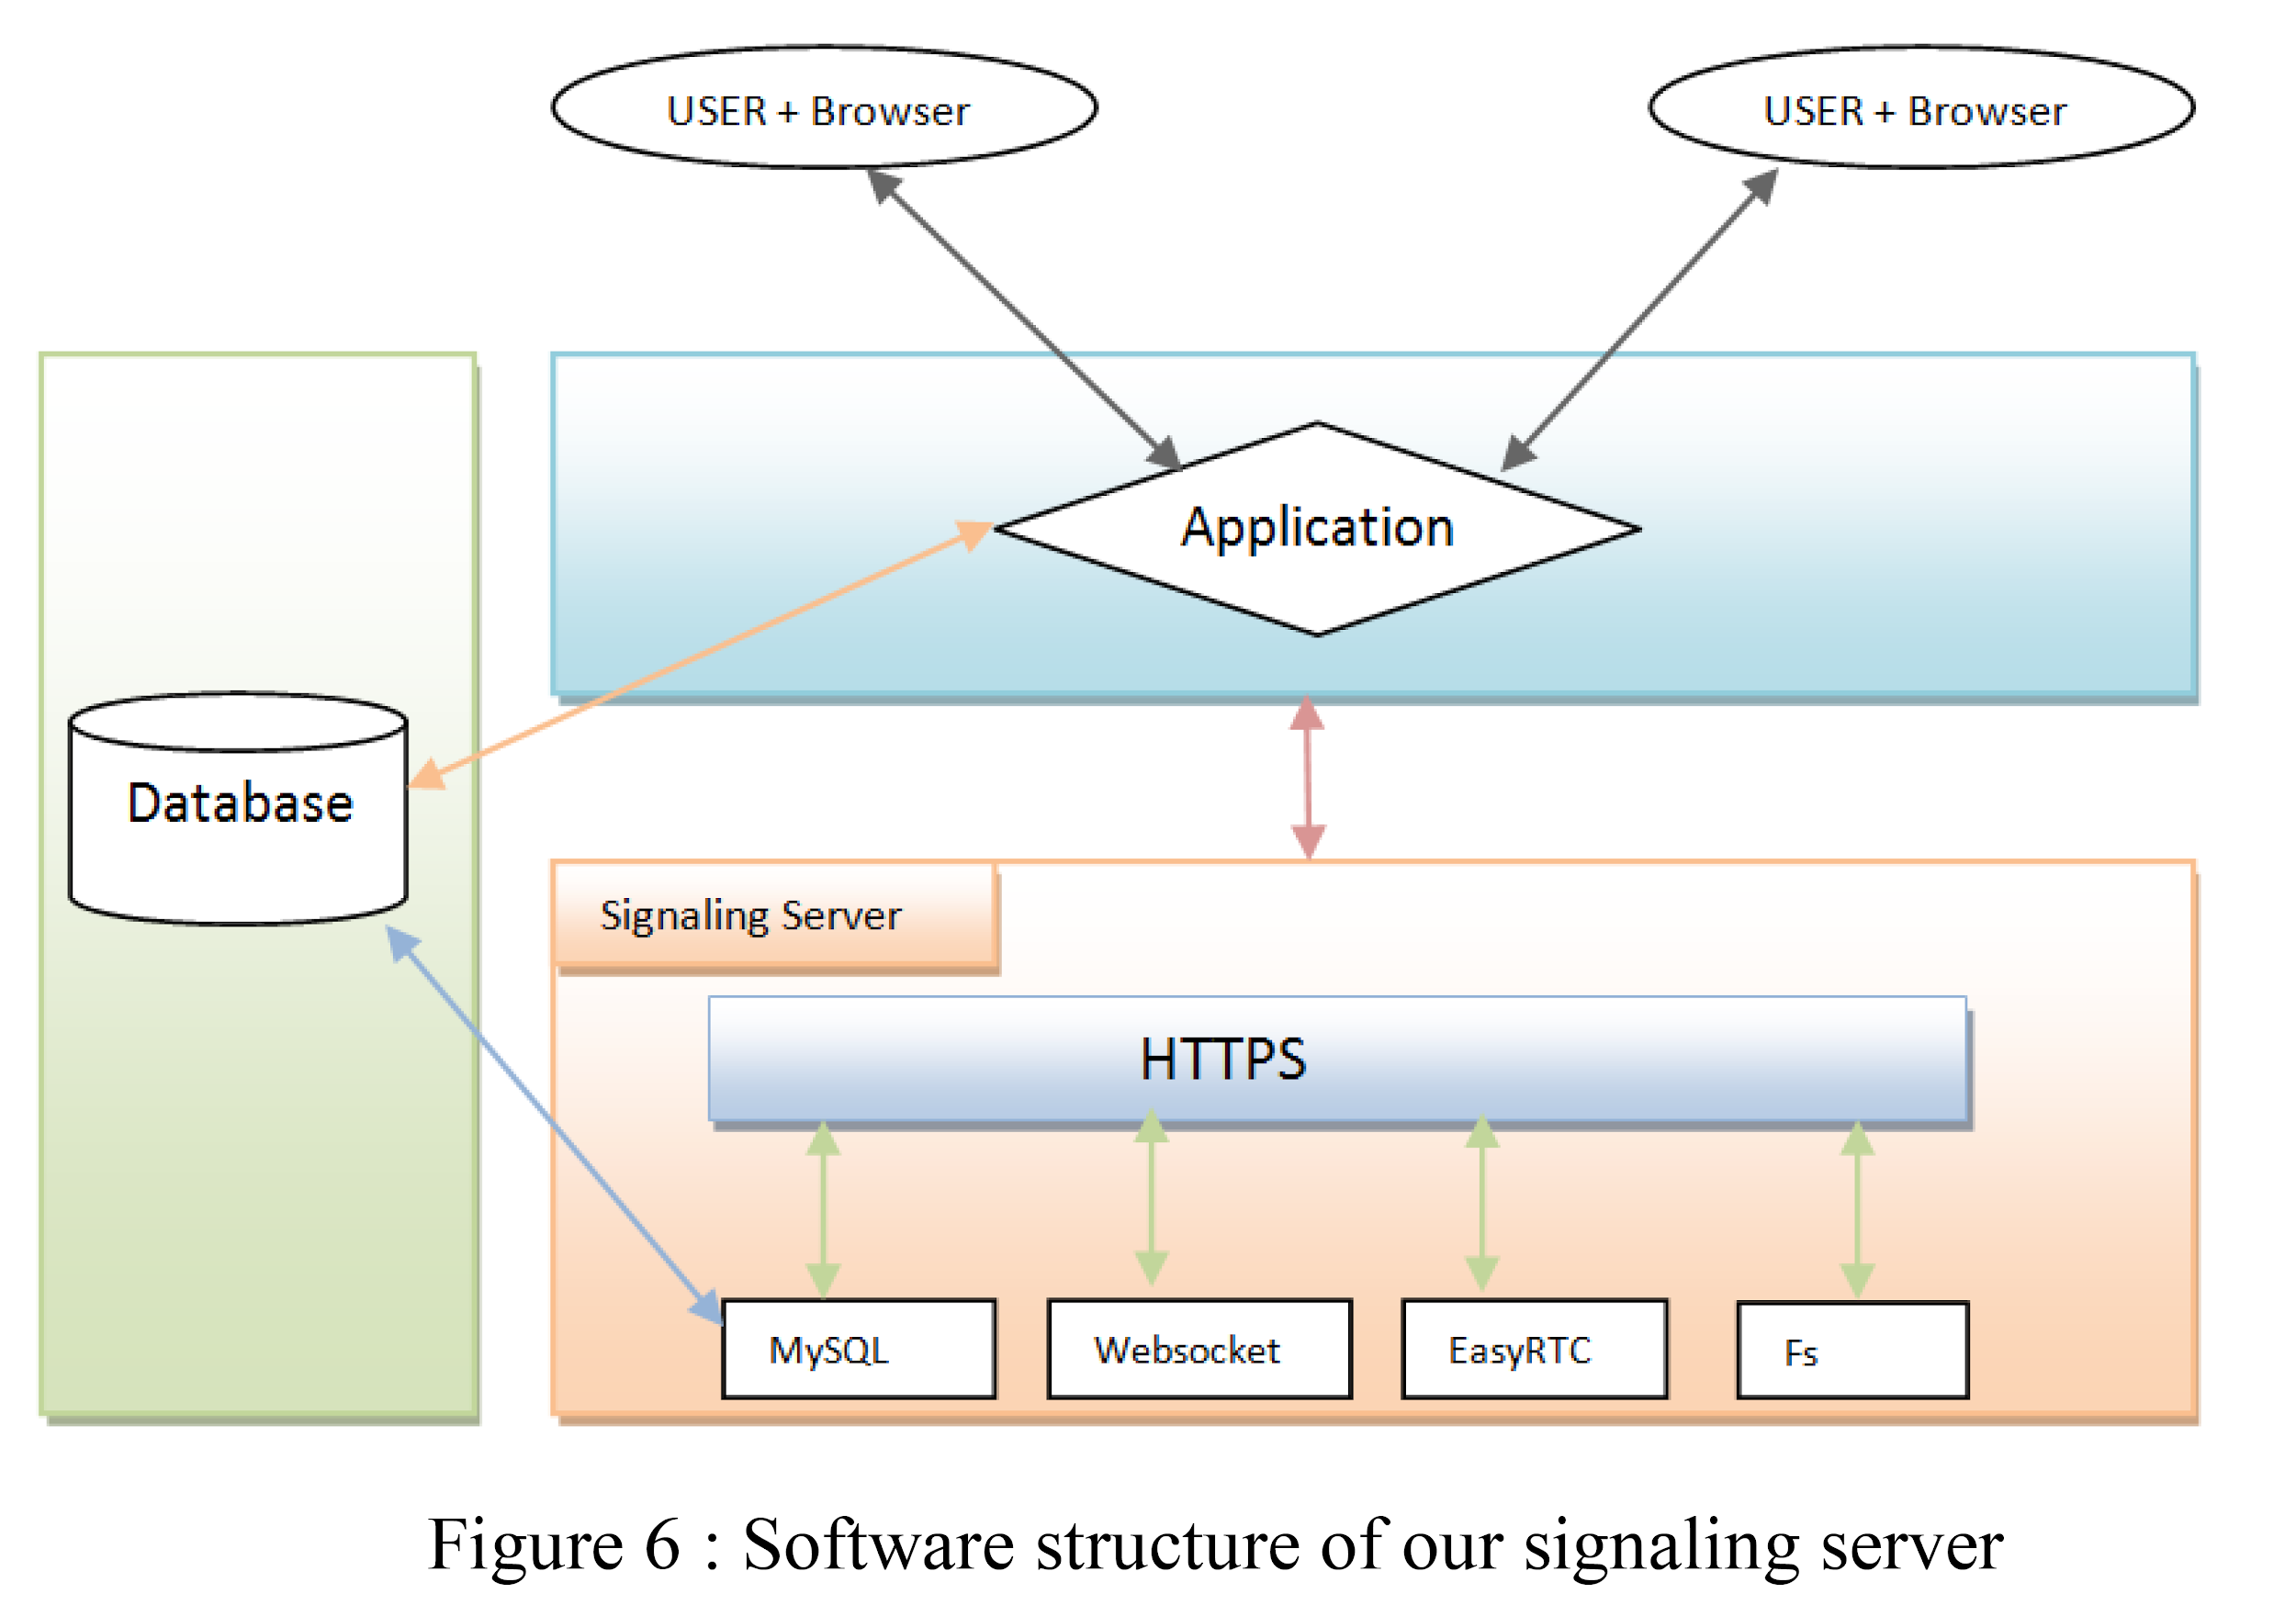 USER + Browser
USER + Browser
Application
Database
Signaling Server
HTTPS
MySQL
Websocket
EasyRTC
Fs
Figure 6 : Software structure of our signaling server